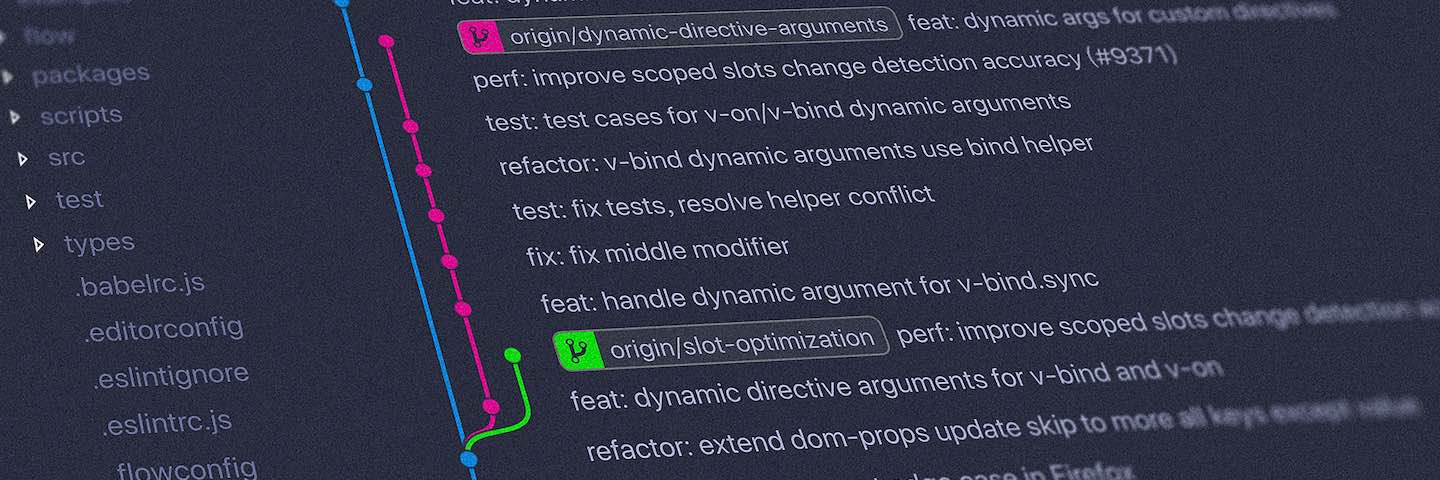 flow
packages
scripts
src
test
types
.babelrc.js
.editorconfig
.eslintignore
.eslintrc.js
.flowconfig
origin/dynamic-directive-arguments feat: dynamic args for custom directives
perf: improve scoped slots change detection accuracy (#9371)
test: test cases for v-on/v-bind dynamic arguments
refactor: v-bind dynamic arguments use bind helper
test: fix tests, resolve helper conflict
fix: fix middle modifier
feat: handle dynamic argument for v-bind.sync
origin/slot-optimization perf: improve scoped slots change detection
feat: dynamic directive arguments for v-bind and v-on
refactor: extend dom-props update skip to more all keys except value
edge case in Firefox